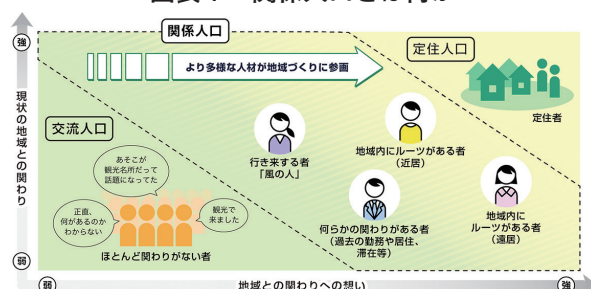 関係人口
定住人口
強
より多様な人材が地域づくりに参画
定住者
現状の地域との関わり
交流人口
行き来する者
「風の人」
地域内にルーツがある者
(近居)
あそこが
観光名所だって
話題になってた
正直、
何があるのか
わからない
観光で
来ました
ほとんど関わりがない者
何らかの関わりがある者
(過去の勤務や居住、
滞在等)
地域内に
ルーツがある者
(遠居)
弱
弱
地域との関わりへの想い
強